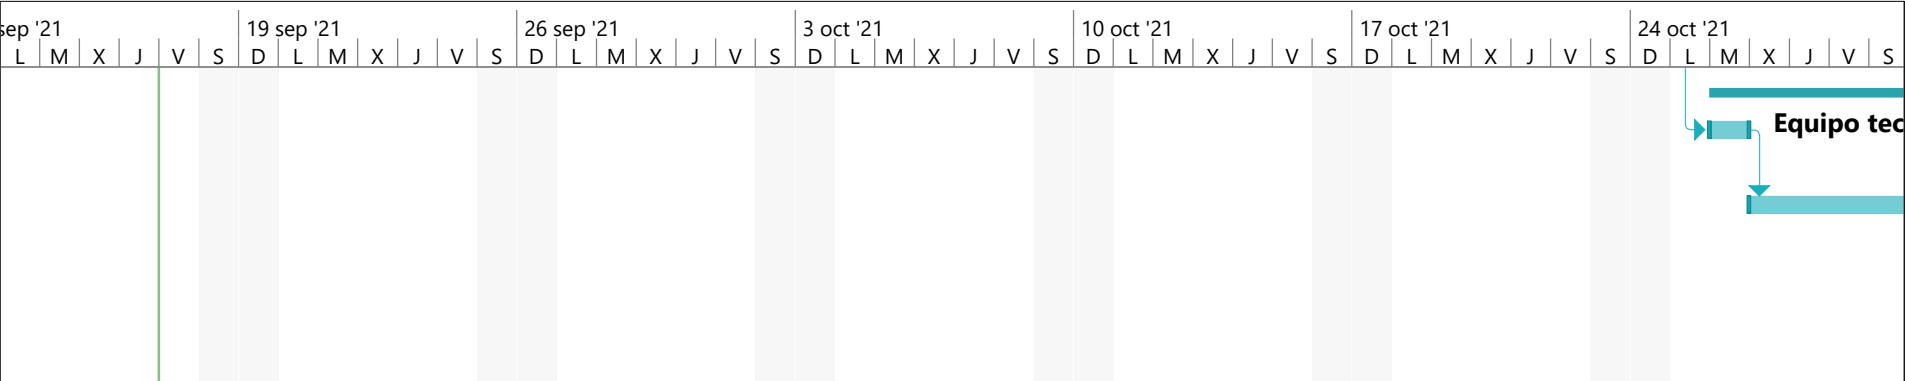 sep '21 19 sep '21 26 sep '21 3 oct '21 10 oct '21 17 oct '21 24 oct '21
L M X J V S D L M X J V S D L M X J V S D L M X J V S D L M X J V S D L M X J V S D L M X J V S
Equipo tec